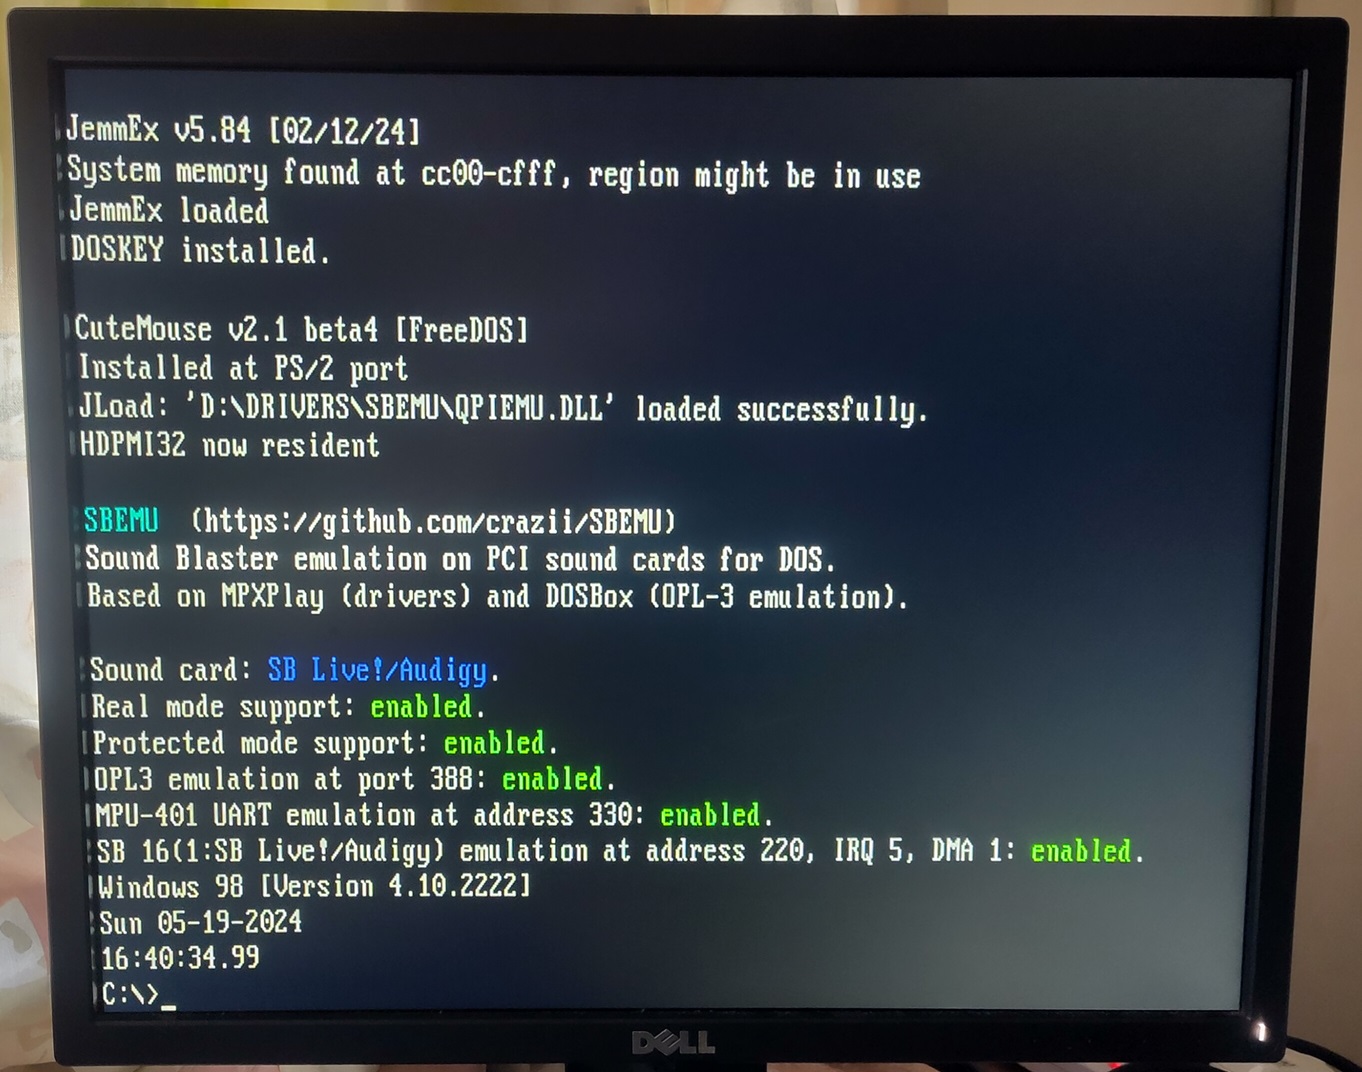 JemmEx v5.84 [02/12/24]
System memory found at cc00-cfff, region might be in use
JemmEx loaded
DOSKEY installed.
CuteMouse v2.1 beta4 [FreeDOS]
Installed at PS/2 port
JLoad: 'D:\DRIVERS\SBEMU\QPIEMU.DLL' loaded successfully.
HDPMI32 now resident
SBEMU (https://github.com/crazii/SBEMU)
Sound Blaster emulation on PCI sound cards for DOS.
Based on MPXPlay (drivers) and DOSBox (OPL-3 emulation).
Sound card: SB Live!/Audigy.
Real mode support: enabled.
Protected mode support: enabled.
OPL3 emulation at port 388: enabled.
MPU-401 UART emulation at address 330: enabled.
SB 16(1:SB Live!/Audigy) emulation at address 220, IRQ 5, DMA 1: enabled.
Windows 98 [Version 4.10.2222]
Sun 05-19-2024
16:40:34.99
C:\>_
DELL